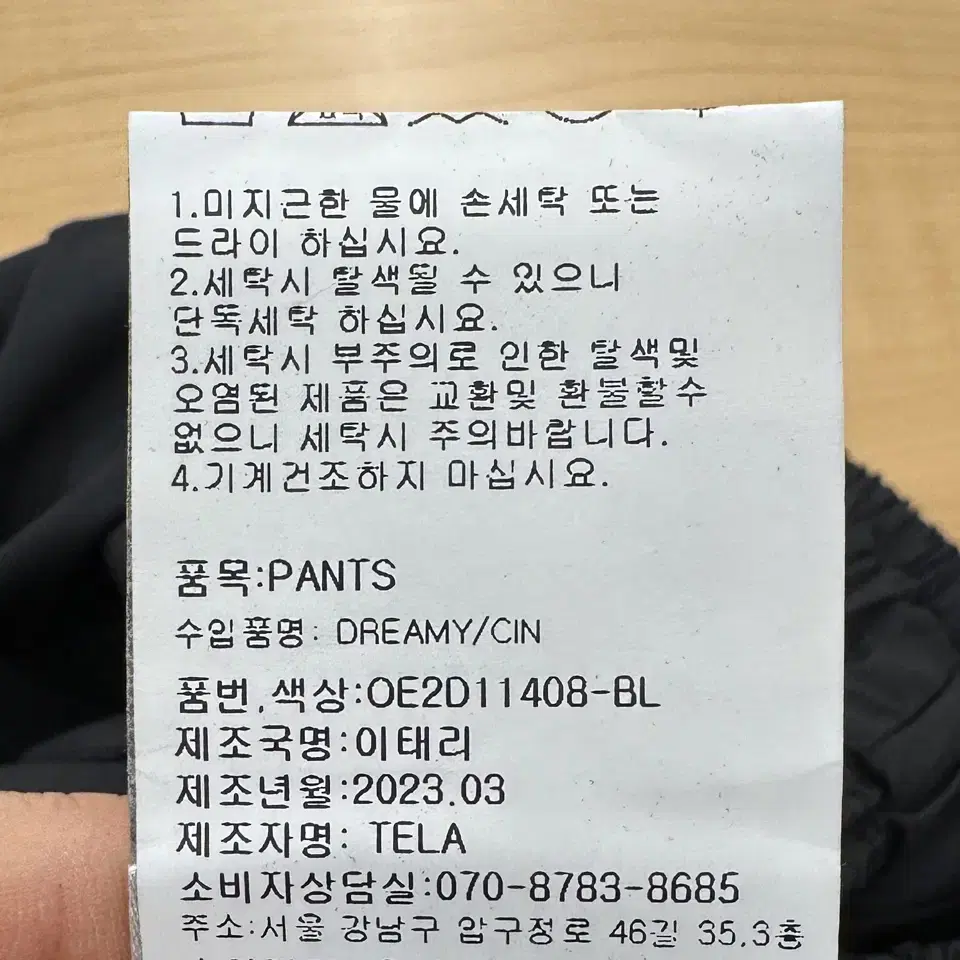 1.미지근한 물에 손세탁 또는
드라이 하십시요.
2.세탁시 탈색될 수 있으니
단독세탁 하십시요.
3.세탁시 부주의로 인한 탈색및
오염된 제품은 교환및 환불할수
없으니 세탁시 주의바랍니다.
4.기계건조하지 마십시요.
품목:PANTS
수입품명: DREAMY/CIN
품번,색상:OE2D11408-BL
제조국명:이태리
제조년월:2023.03
제조자명: TELA
소비자상담실:070-8783-8685
주소:서울 강남구 압구정로 46길 35.3층